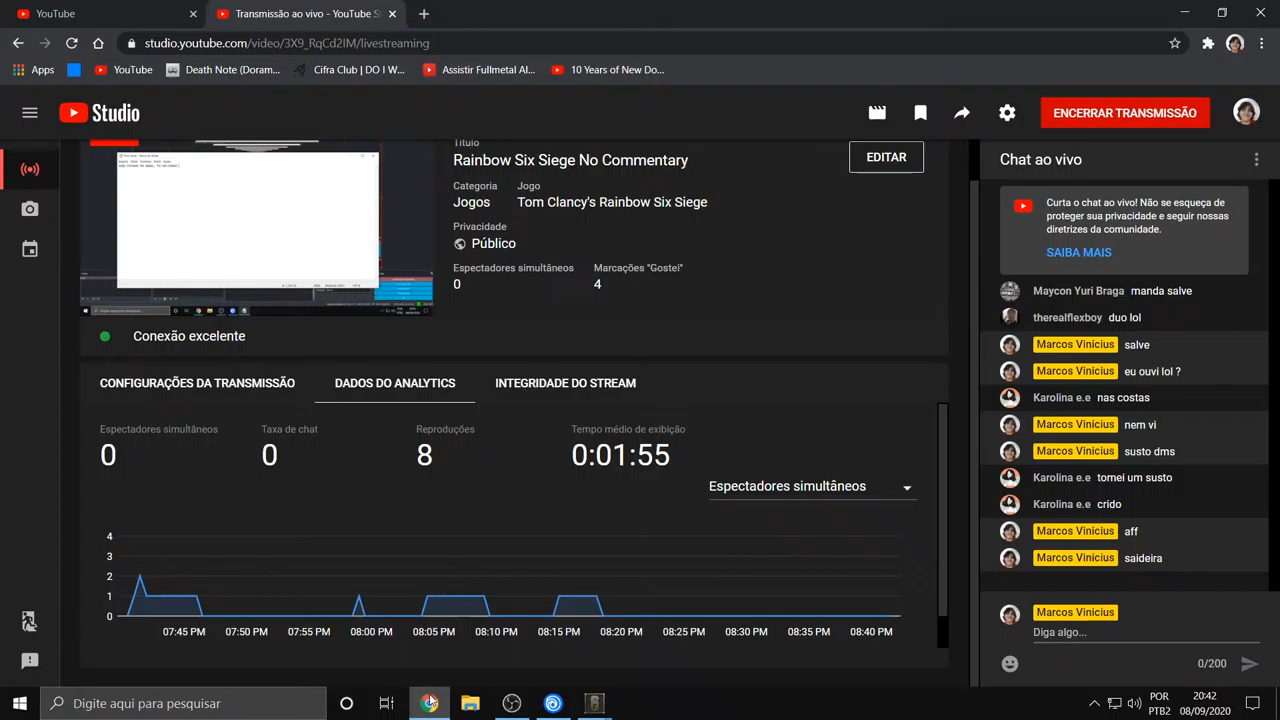 YouTube
Transmissão ao vivo - YouTube S
studio.youtube.com/video/3X9_RqCd2IM/livestreaming
Apps
YouTube
Death Note (Doram...
Cifra Club | DO I W...
Assistir Fullmetal Al...
10 Years of New Do...
Studio
ENCERRAR TRANSMISSÃO
Título
Rainbow Six Siege No Commentary
EDITAR
Categoria
Jogo
Jogos
Tom Clancy's Rainbow Six Siege
Privacidade
Público
Espectadores simultâneos
Marcações "Gostei"
0
4
Conexão excelente
CONFIGURAÇÕES DA TRANSMISSÃO
DADOS DO ANALYTICS
INTEGRIDADE DO STREAM
Espectadores simultâneos
Taxa de chat
Reproduções
Tempo médio de exibição
0
0
8
0:01:55
Espectadores simultâneos
4
3
2
1
0
07:45 PM
07:50 PM
07:55 PM
08:00 PM
08:05 PM
08:10 PM
08:15 PM
08:20 PM
08:25 PM
08:30 PM
08:35 PM
08:40 PM
Chat ao vivo
Curta o chat ao vivo! Não se esqueça de
proteger sua privacidade e seguir nossas
diretrizes da comunidade.
SAIBA MAIS
Maycon Yuri Braga manda salve
therealflexboy duo lol
Marcos Vinicius salve
Marcos Vinicius eu ouvi lol ?
Karolina e.e nas costas
Marcos Vinicius nem vi
Marcos Vinicius susto dms
Karolina e.e tomei um susto
Karolina e.e crido
Marcos Vinicius aff
Marcos Vinicius saideira
Marcos Vinicius
Diga algo...
0/200
Digite aqui para pesquisar
POR
PTB2
20:42
08/09/2020